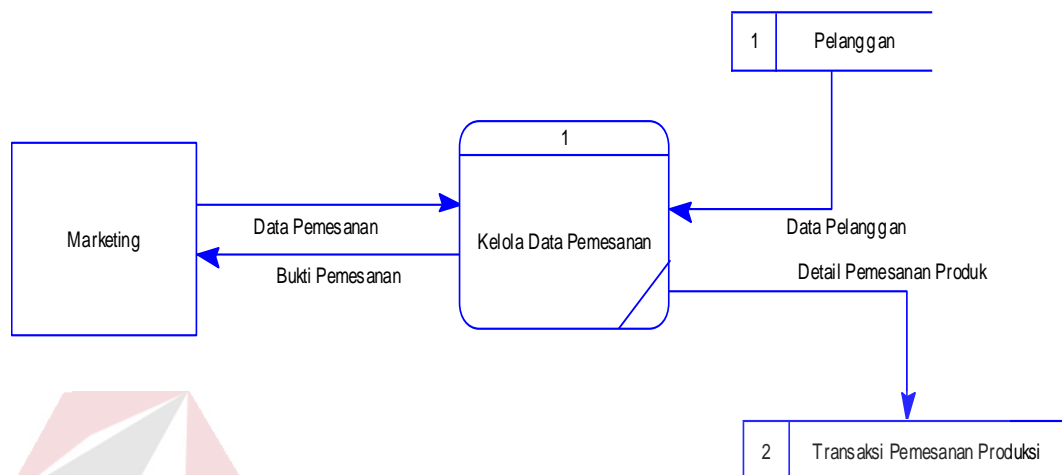 1 Pelanggan
1
Marketing
Data Pemesanan
Kelola Data Pemesanan
Data Pelanggan
Bukti Pemesanan
Detail Pemesanan Produk
2 Transaksi Pemesanan Produksi